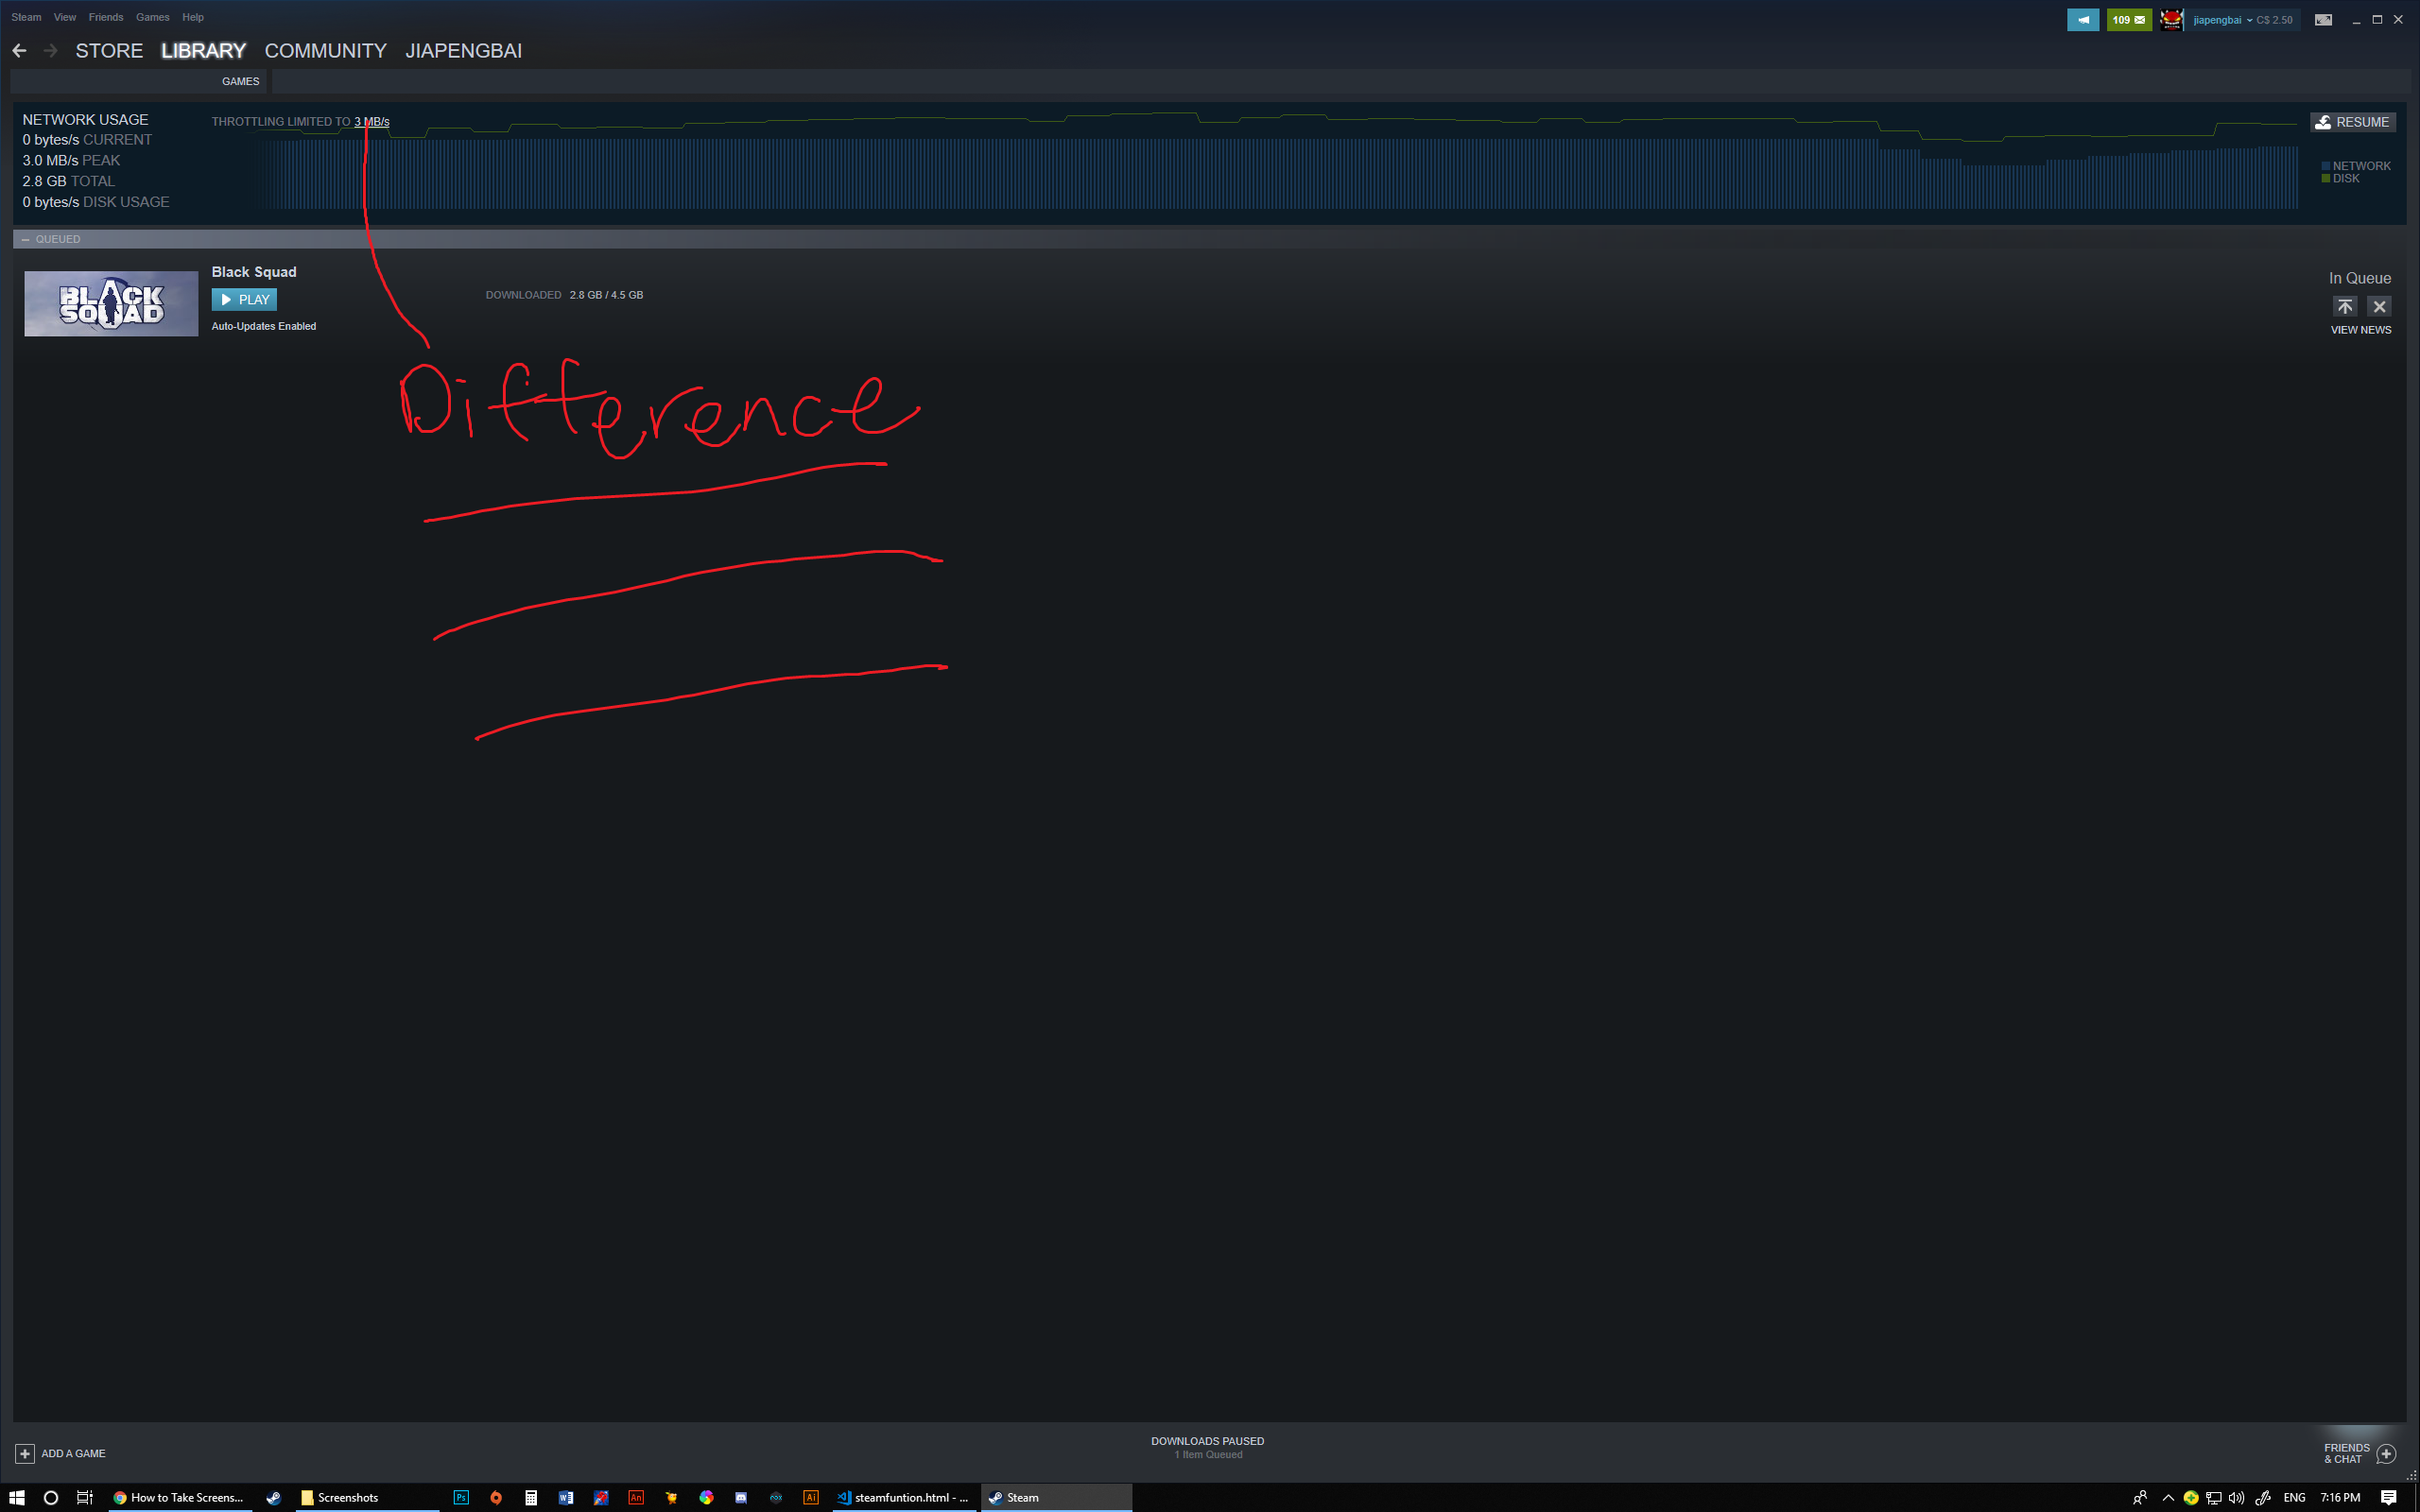 Steam View Friends Games Help
109 jiapengbai C$ 2.50
STORE LIBRARY COMMUNITY JIAPENGBAI
GAMES
NETWORK USAGE
THROTTLING LIMITED TO 3 MB/s
RESUME
0 bytes/s CURRENT
3.0 MB/s PEAK
2.8 GB TOTAL
0 bytes/s DISK USAGE
NETWORK
DISK
— QUEUED
BLACK SQUAD
Black Squad
PLAY
Auto-Updates Enabled
DOWNLOADED 2.8 GB / 4.5 GB
In Queue
VIEW NEWS
Difference
ADD A GAME
DOWNLOADS PAUSED
1 Item Queued
FRIENDS
& CHAT
How to Take Screens...
Screenshots
Ps
An
Ai
steamfuntion.html - ...
Steam
ENG
7:16 PM